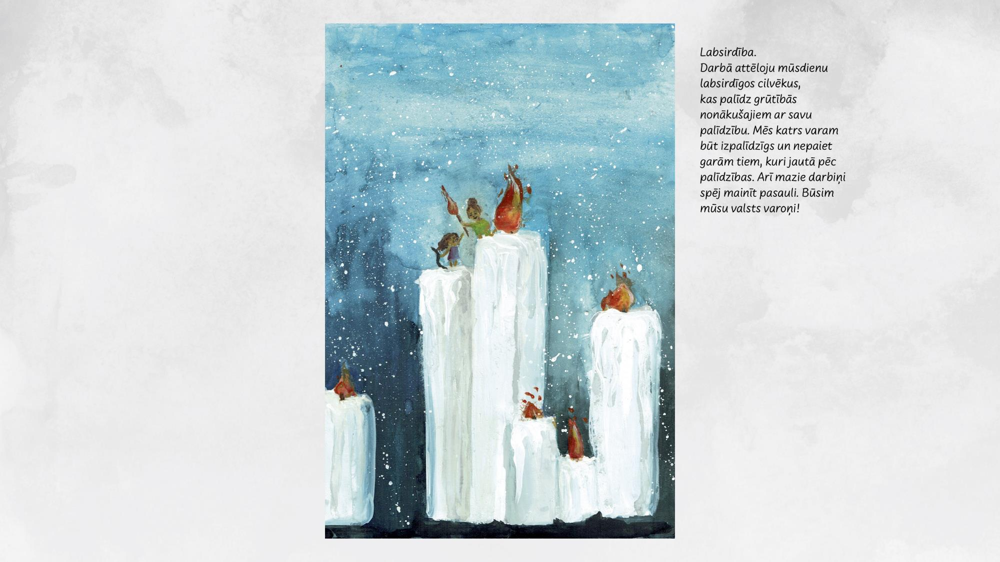 Labsirdība.
Darbā attēloju mūsdienu
labsirdīgos cilvēkus,
kas palīdz grūtībās
nonākušajiem ar savu
palīdzību. Mēs katrs varam
būt izpalīdzīgs un nepaiet
garām tiem, kuri jautā pēc
palīdzības. Arī mazie darbiņi
spēj mainīt pasauli. Būsim
mūsu valsts varoņi!